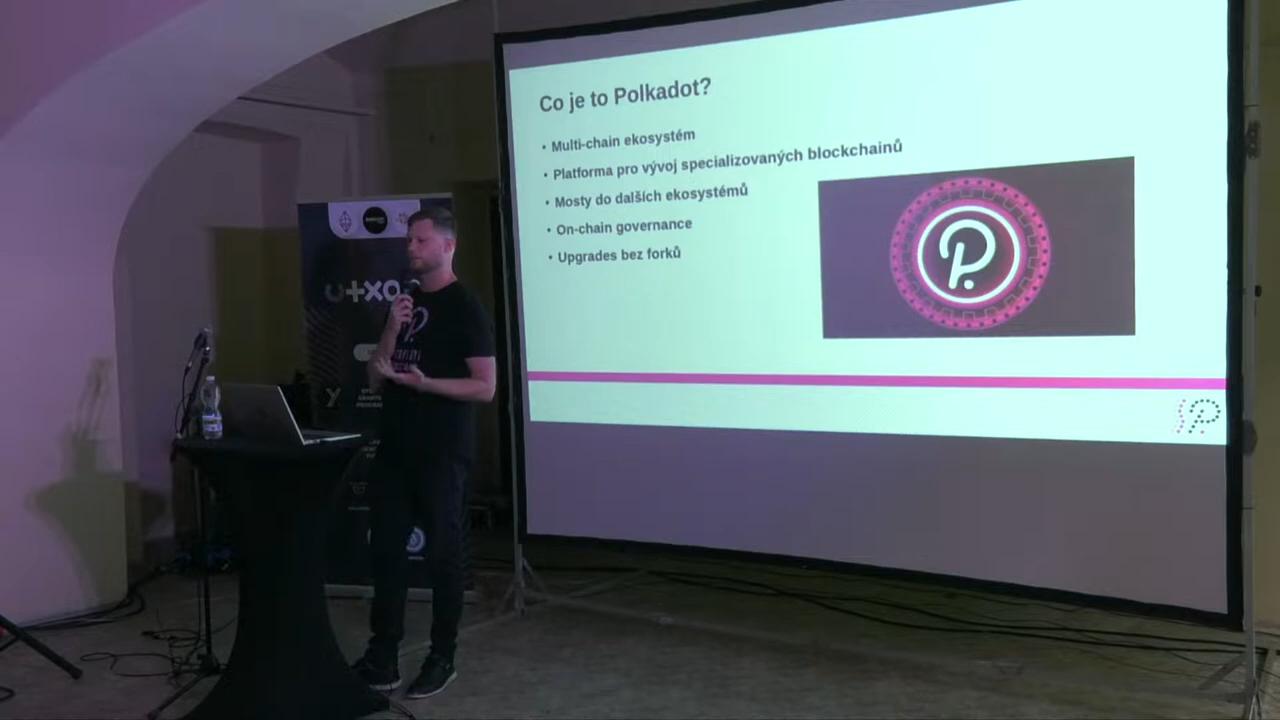 Co je to Polkadot?
• Multi-chain ekosystém
• Platforma pro vývoj specializovaných blockchainů
• Mosty do dalších ekosystémů
• On-chain governance
• Upgrades bez forků
utxo